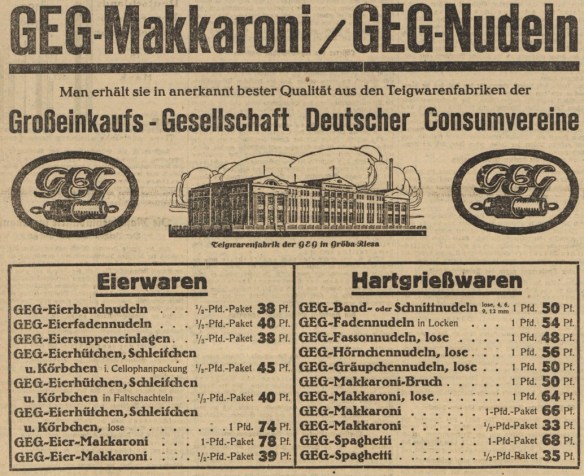 GEG-Makkaroni / GEG-Nudeln
Man erhält sie in anerkannt bester Qualität aus den Teigwarenfabriken der
Großeinkaufs-Gesellschaft Deutscher Consumvereine
GEG
GEG
Teigwarenfabrik der GEG in Gröba-Riesa
Eierwaren
GEG-Eierbandnudeln . . . ½-Pfd.-Paket 38 Pf.
GEG-Eierfadennudeln . . . ½-Pfd.-Paket 40 Pf.
GEG-Eiersuppeneinlagen . . ½-Pfd.-Paket 38 Pf.
GEG-Eierhütchen, Schleifchen
u. Körbchen i. Cellophanpackung ½-Pfd.-Paket 45 Pf.
GEG-Eierhütchen, Schleifchen
u. Körbchen in Faltschachteln . ½-Pfd.-Paket 40 Pf.
GEG-Eierhütchen, Schleifchen
u. Körbchen, lose . . . . 1 Pfd. 74 Pf.
GEG-Eier-Makkaroni . . . . 1-Pfd.-Paket 78 Pf.
GEG-Eier-Makkaroni . . . . ½-Pfd.-Paket 39 Pf.
Hartgrießwaren
GEG-Band- oder Schnittnudeln lose, 4, 6, 9, 12 mm 1 Pfd. 50 Pf.
GEG-Fadennudeln in Locken . . . 1 Pfd. 54 Pf.
GEG-Fassonnudeln, lose . . . . 1 Pfd. 48 Pf.
GEG-Hörnchennudeln, lose . . . 1 Pfd. 56 Pf.
GEG-Gräupchennudeln, lose . . . 1 Pfd. 50 Pf.
GEG-Makkaroni-Bruch . . . . 1 Pfd. 50 Pf.
GEG-Makkaroni, lose . . . . 1 Pfd. 64 Pf.
GEG-Makkaroni . . . . 1-Pfd-Paket 66 Pf.
GEG-Makkaroni . . . . ½-Pfd-Paket 33 Pf.
GEG-Spaghetti . . . . 1-Pfd-Paket 68 Pf.
GEG-Spaghetti . . . . ½-Pfd-Paket 35 Pf.